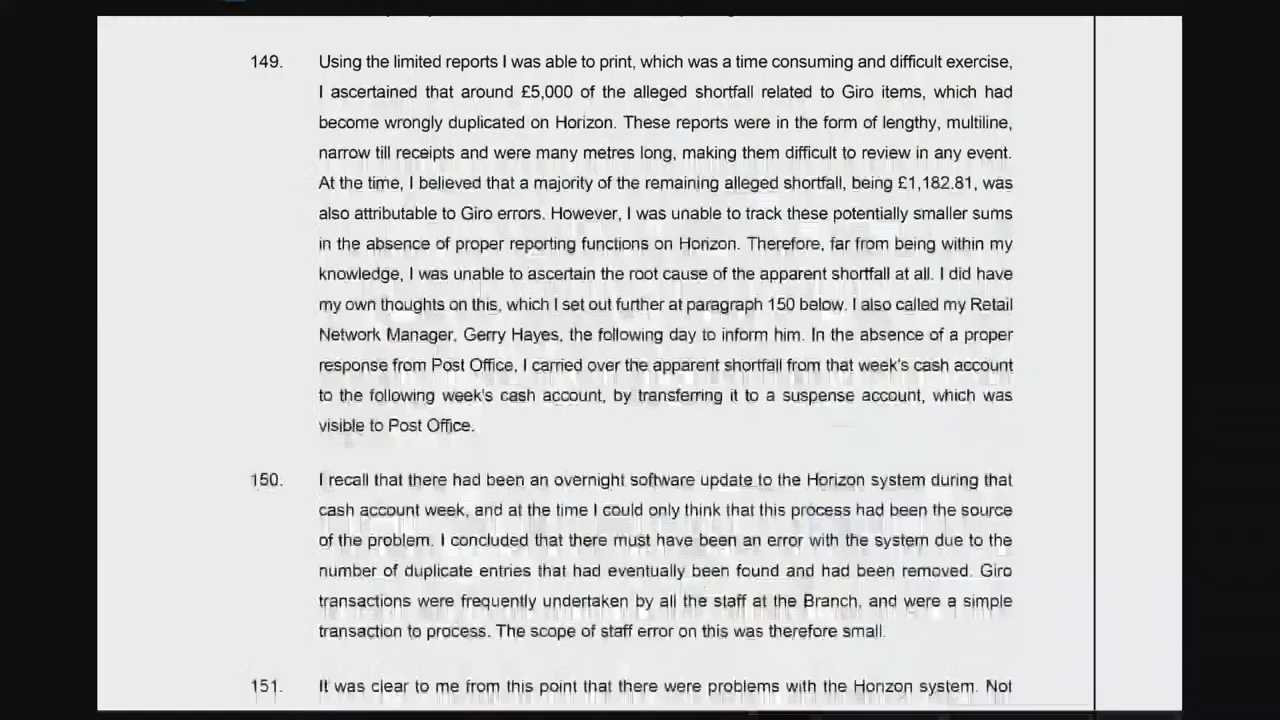 149. Using the limited reports I was able to print, which was a time consuming and difficult exercise,
I ascertained that around £5,000 of the alleged shortfall related to Giro items, which had
become wrongly duplicated on Horizon. These reports were in the form of lengthy, multiline,
narrow till receipts and were many metres long, making them difficult to review in any event.
At the time, I believed that a majority of the remaining alleged shortfall, being £1,182.81, was
also attributable to Giro errors. However, I was unable to track these potentially smaller sums
in the absence of proper reporting functions on Horizon. Therefore, far from being within my
knowledge, I was unable to ascertain the root cause of the apparent shortfall at all. I did have
my own thoughts on this, which I set out further at paragraph 150 below. I also called my Retail
Network Manager, Gerry Hayes, the following day to inform him. In the absence of a proper
response from Post Office, I carried over the apparent shortfall from that week's cash account
to the following week's cash account, by transferring it to a suspense account, which was
visible to Post Office.
150. I recall that there had been an overnight software update to the Horizon system during that
cash account week, and at the time I could only think that this process had been the source
of the problem. I concluded that there must have been an error with the system due to the
number of duplicate entries that had eventually been found and had been removed. Giro
transactions were frequently undertaken by all the staff at the Branch, and were a simple
transaction to process. The scope of staff error on this was therefore small.
151. It was clear to me from this point that there were problems with the Horizon system. Not